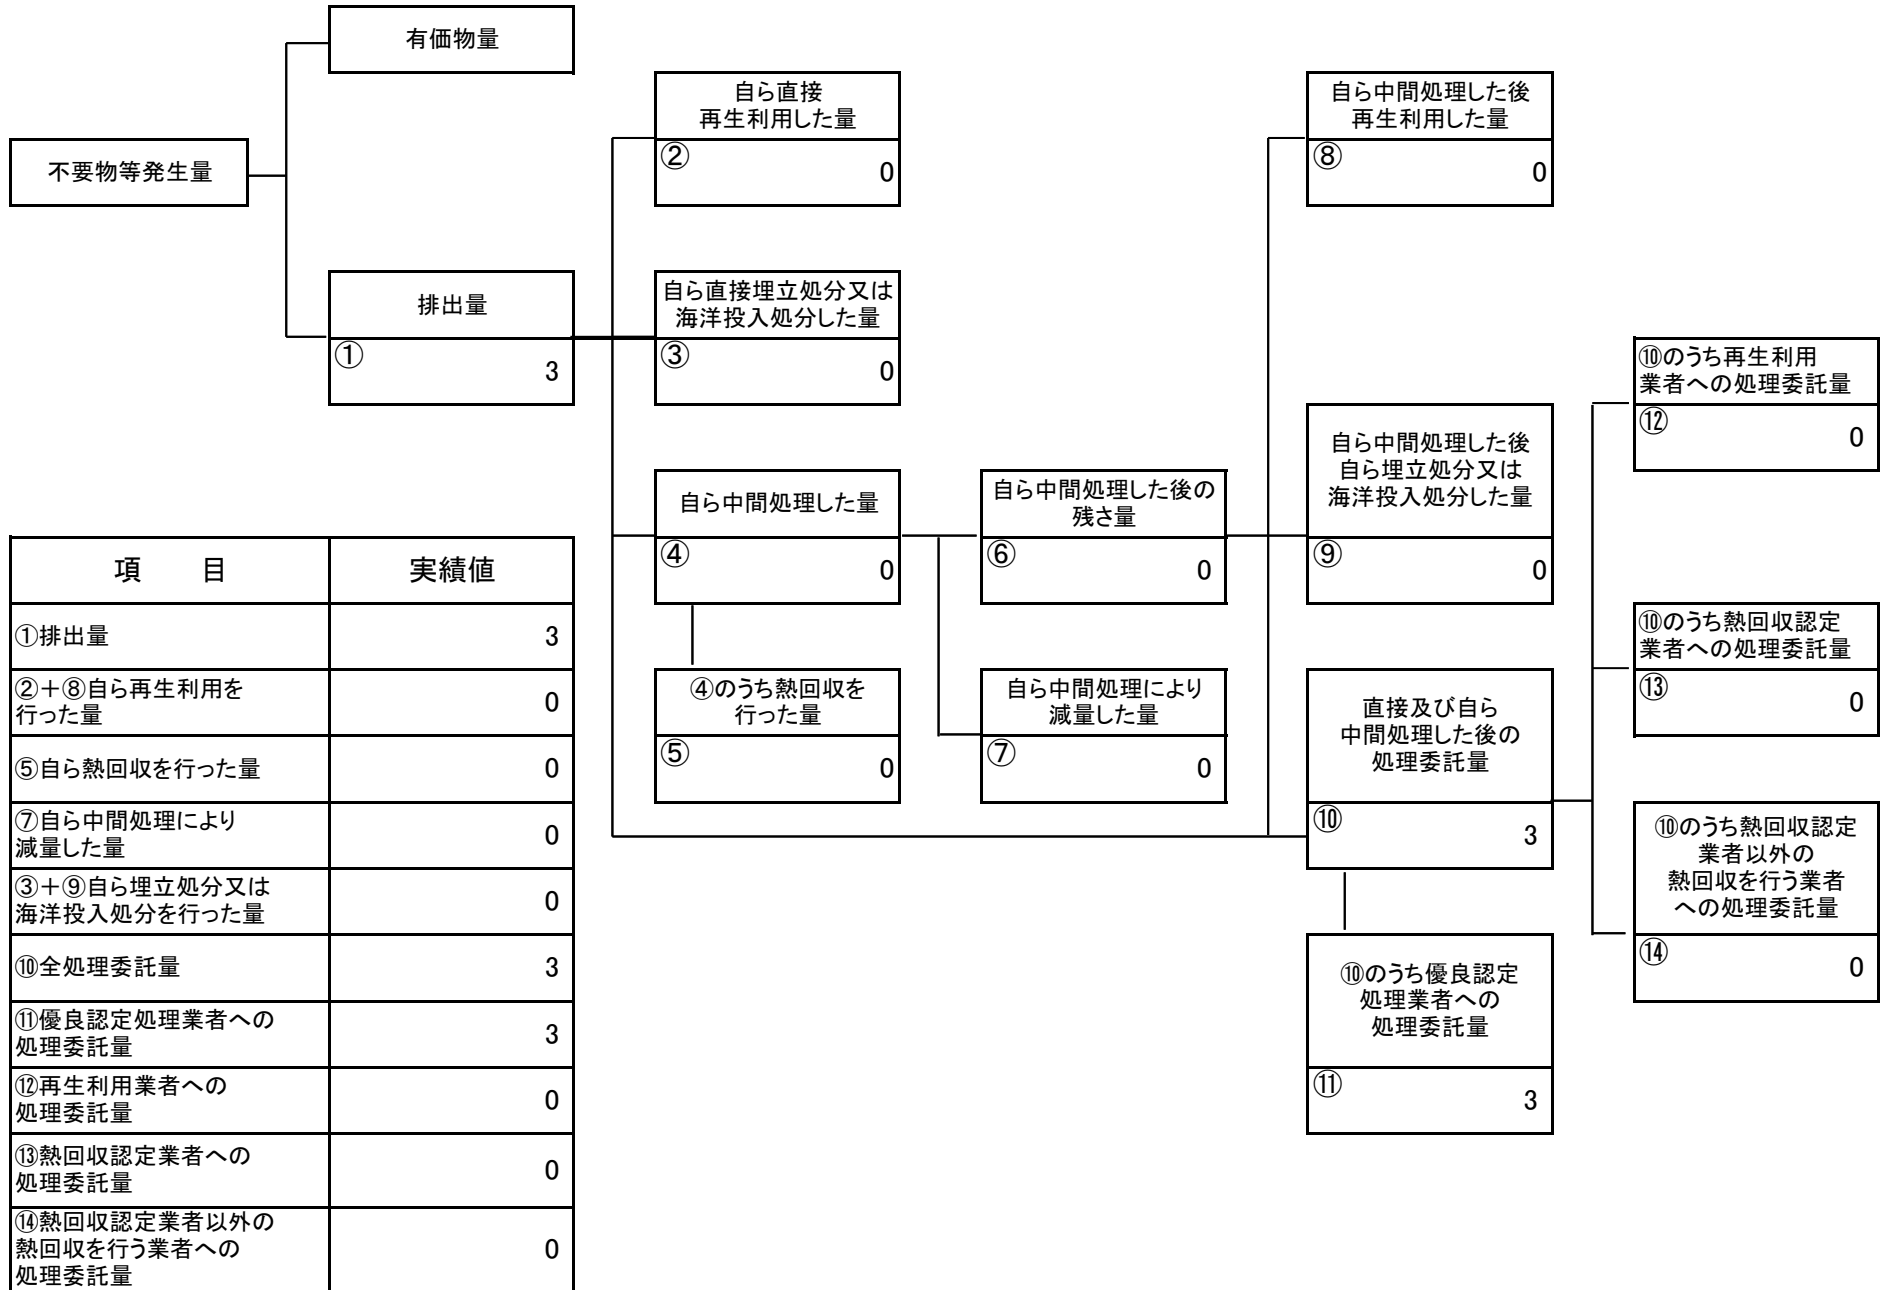 有価物量
不要物等発生量
排出量
①
3
自ら直接
再生利用した量
②
0
自ら直接埋立処分又は
海洋投入処分した量
③
0
自ら中間処理した量
④
0
④のうち熱回収を
行った量
⑤
0
自ら中間処理した後の
残さ量
⑥
0
自ら中間処理により
減量した量
⑦
0
自ら中間処理した後
再生利用した量
⑧
0
自ら中間処理した後
自ら埋立処分又は
海洋投入処分した量
⑨
0
直接及び自ら
中間処理した後の
処理委託量
⑩
3
⑩のうち優良認定
処理業者への
処理委託量
⑪
3
⑩のうち再生利用
業者への処理委託量
⑫
0
⑩のうち熱回収認定
業者への処理委託量
⑬
0
⑩のうち熱回収認定
業者以外の
熱回収を行う業者
への処理委託量
⑭
0
項　　目 実績値
①排出量 3
②＋⑧自ら再生利用を
行った量 0
⑤自ら熱回収を行った量 0
⑦自ら中間処理により
減量した量 0
③＋⑨自ら埋立処分又は
海洋投入処分を行った量 0
⑩全処理委託量 3
⑪優良認定処理業者への
処理委託量 3
⑫再生利用業者への
処理委託量 0
⑬熱回収認定業者への
処理委託量 0
⑭熱回収認定業者以外の
熱回収を行う業者への 0
処理委託量